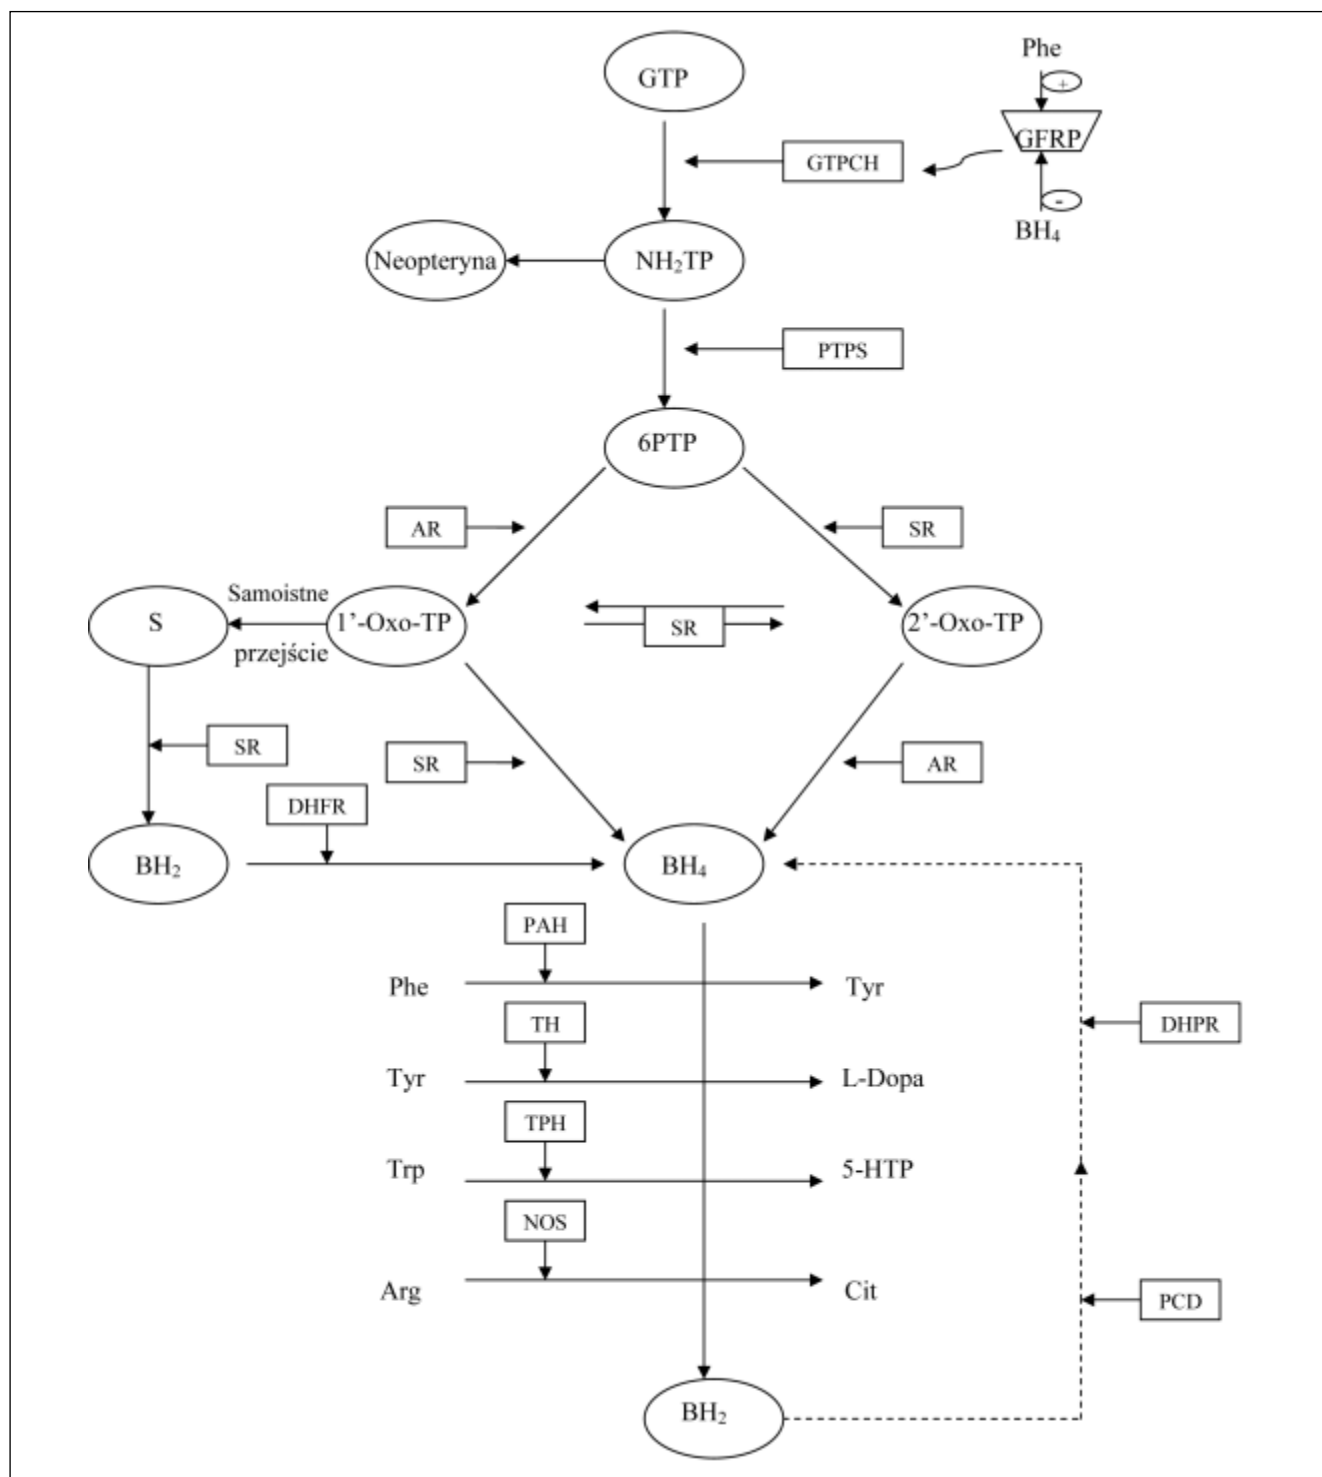 GTP
Phe
+
GFRP
GTPCH
-
BH₄
Neopteryna
NH₂TP
PTPS
6PTP
AR
SR
S
Samoistne
przejście
1’-Oxo-TP
SR
2’-Oxo-TP
SR
SR
AR
DHFR
BH₂
BH₄
PAH
Phe
Tyr
TH
DHPR
Tyr
L-Dopa
TPH
Trp
5-HTP
NOS
Arg
Cit
PCD
BH₂